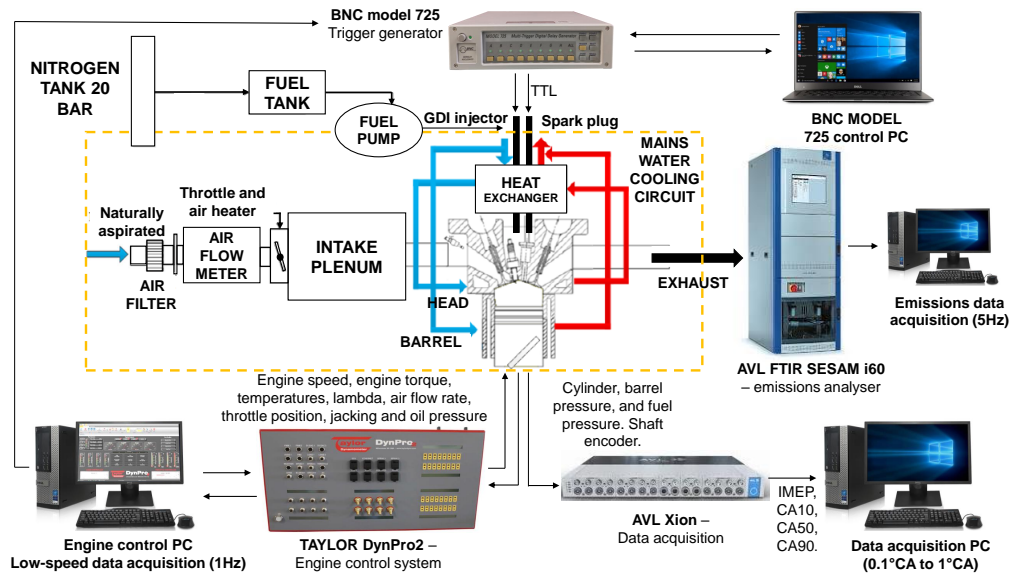 BNC model 725
Trigger generator
NITROGEN
TANK 20
BAR
FUEL
TANK
FUEL
PUMP
GDI injector
TTL
Spark plug
BNC MODEL
725 control PC
MAINS
WATER
COOLING
CIRCUIT
HEAT
EXCHANGER
Throttle and
air heater
Naturally
aspirated
AIR
FLOW
METER
AIR
FILTER
INTAKE
PLENUM
HEAD
BARREL
EXHAUST
Emissions data
acquisition (5Hz)
AVL FTIR SESAM i60
– emissions analyser
Engine speed, engine torque,
temperatures, lambda, air flow rate,
throttle position, jacking and oil pressure
Cylinder, barrel
pressure, and fuel
pressure. Shaft
encoder.
Taylor
DynPro2
AVL
IMEP,
CA10,
CA50,
CA90.
Engine control PC
Low-speed data acquisition (1Hz)
TAYLOR DynPro2 –
Engine control system
AVL Xion –
Data acquisition
Data acquisition PC
(0.1°CA to 1°CA)